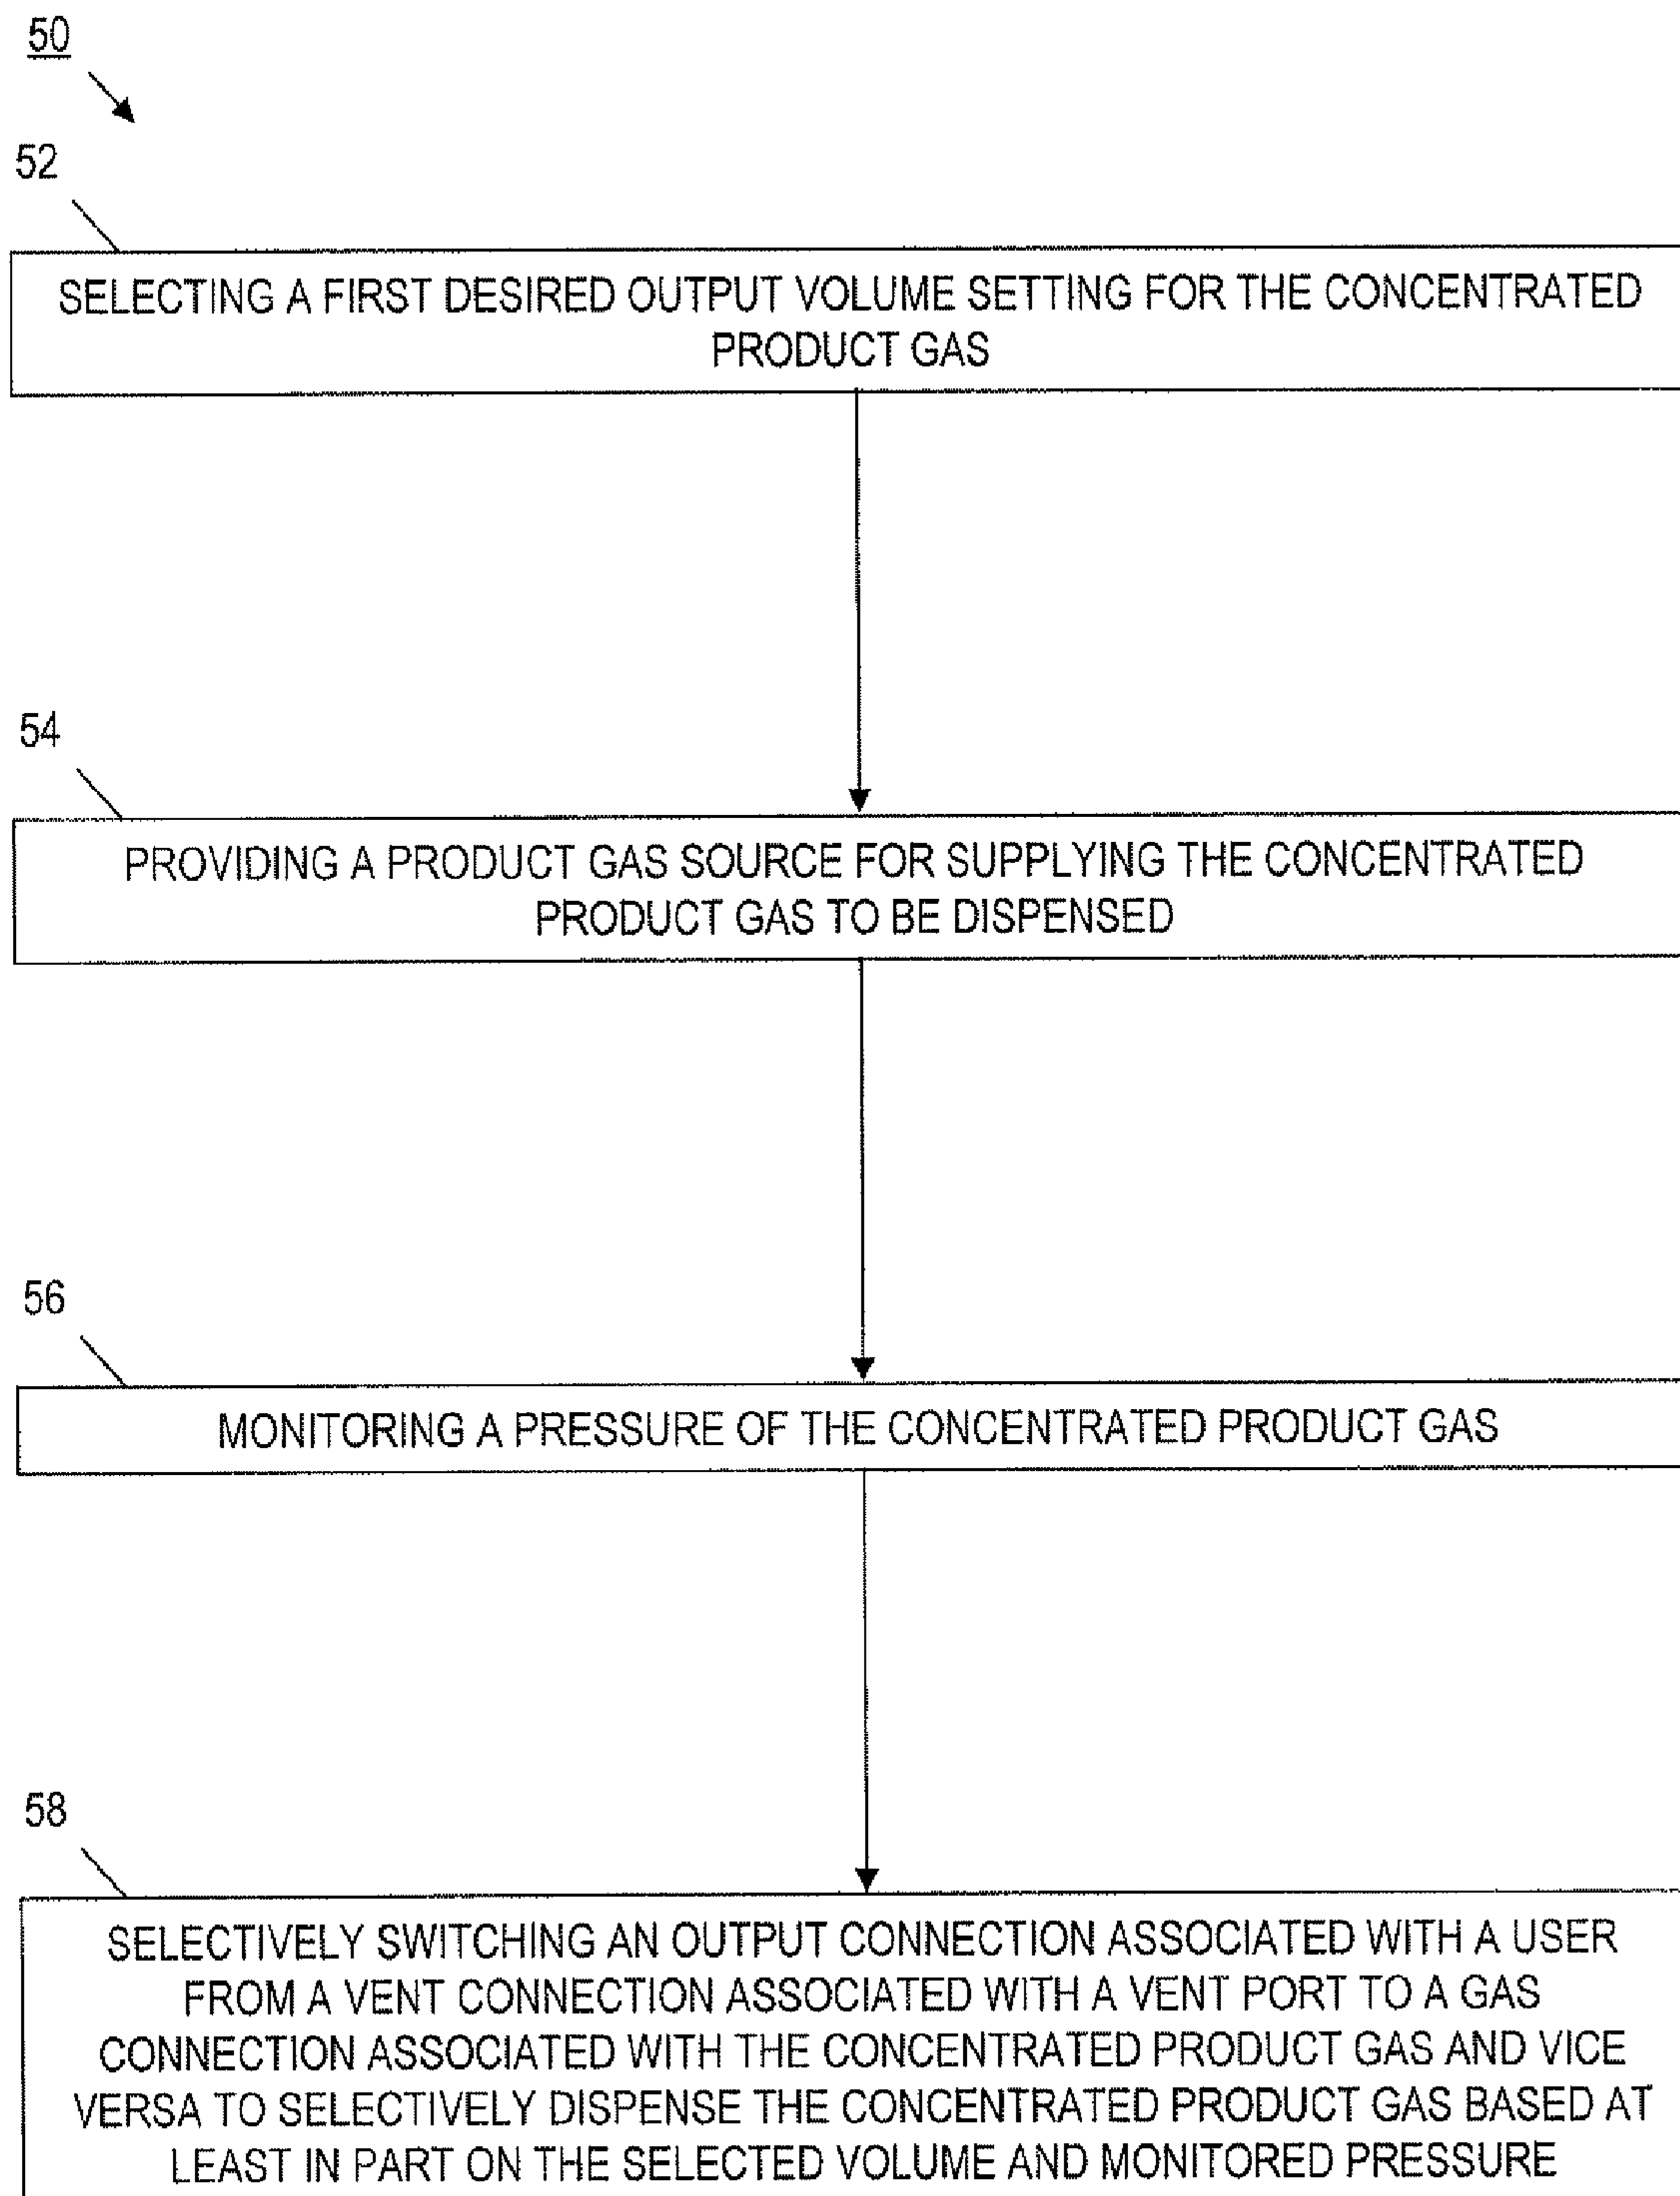 50
52
SELECTING A FIRST DESIRED OUTPUT VOLUME SETTING FOR THE CONCENTRATED
PRODUCT GAS
54
PROVIDING A PRODUCT GAS SOURCE FOR SUPPLYING THE CONCENTRATED
PRODUCT GAS TO BE DISPENSED
56
MONITORING A PRESSURE OF THE CONCENTRATED PRODUCT GAS
58
SELECTIVELY SWITCHING AN OUTPUT CONNECTION ASSOCIATED WITH A USER
FROM A VENT CONNECTION ASSOCIATED WITH A VENT PORT TO A GAS
CONNECTION ASSOCIATED WITH THE CONCENTRATED PRODUCT GAS AND VICE
VERSA TO SELECTIVELY DISPENSE THE CONCENTRATED PRODUCT GAS BASED AT
LEAST IN PART ON THE SELECTED VOLUME AND MONITORED PRESSURE